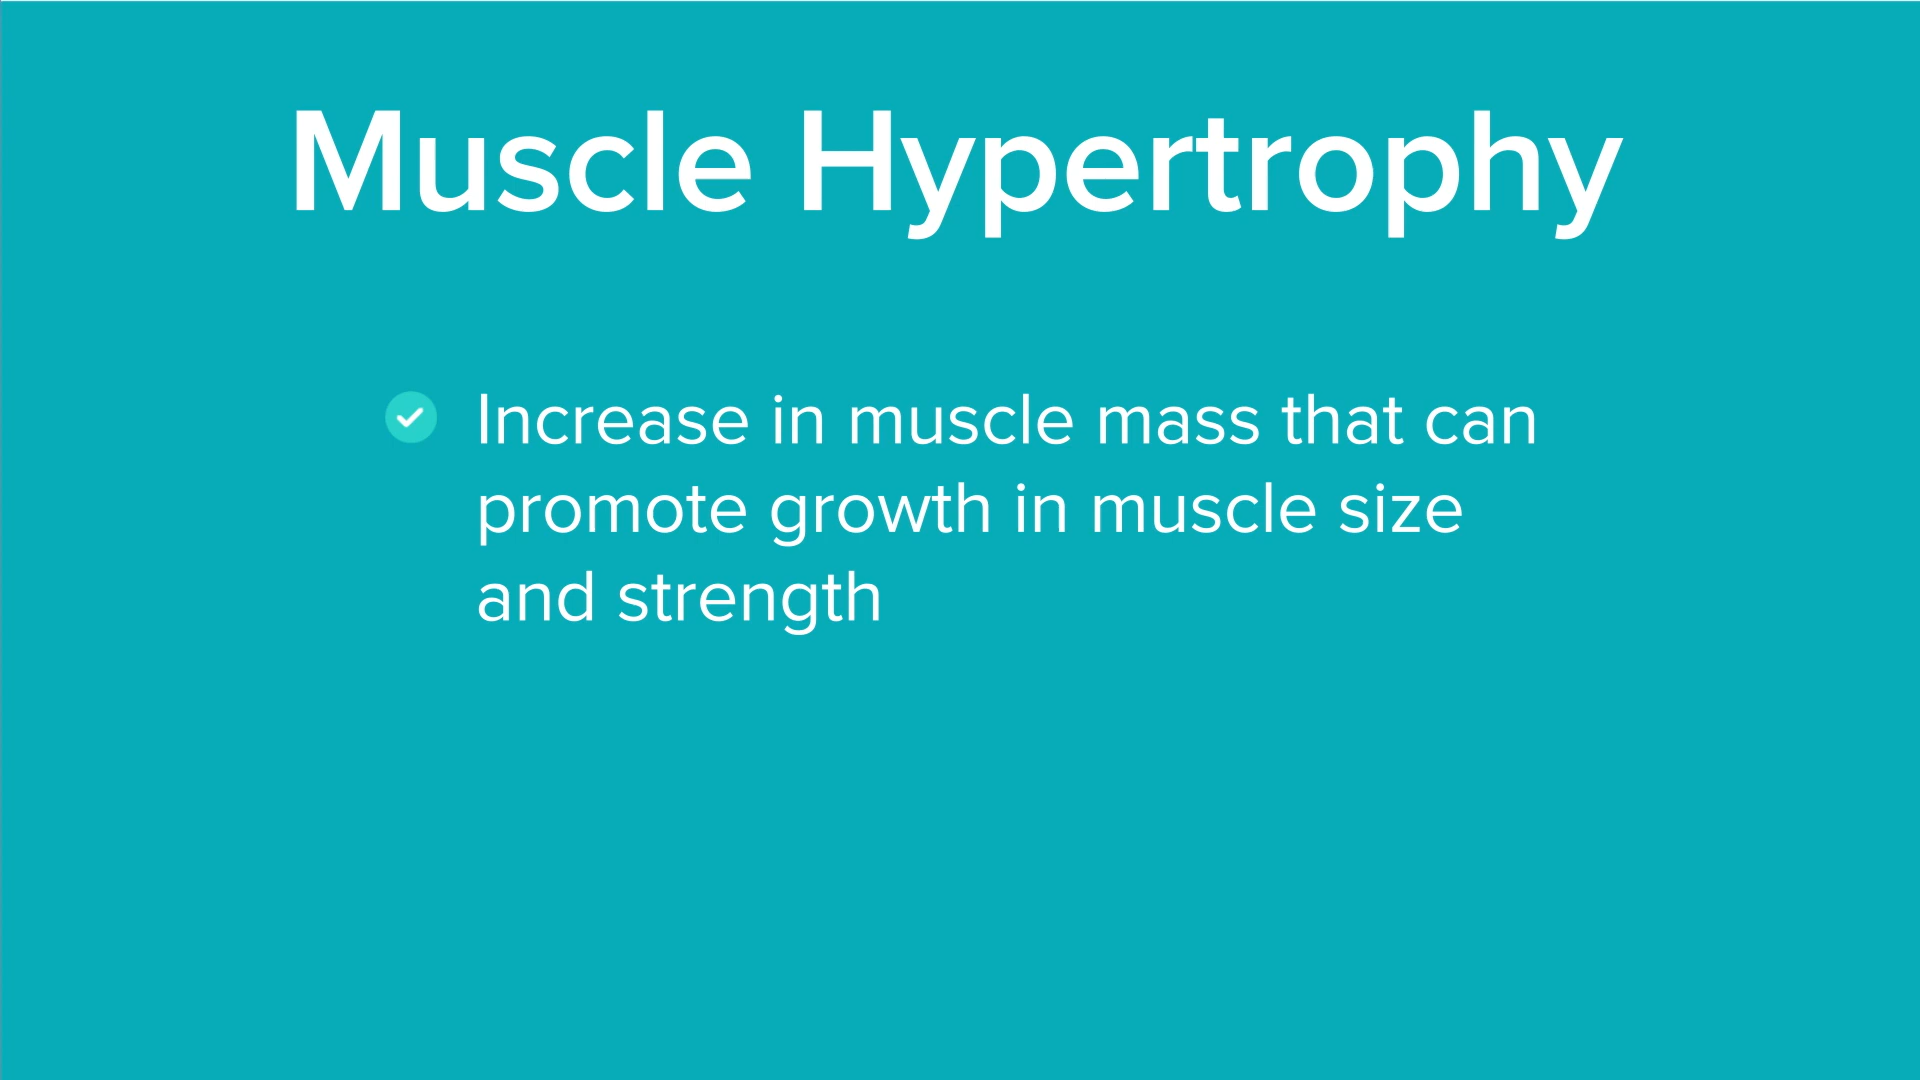 Muscle Hypertrophy
Increase in muscle mass that can
promote growth in muscle size
and strength